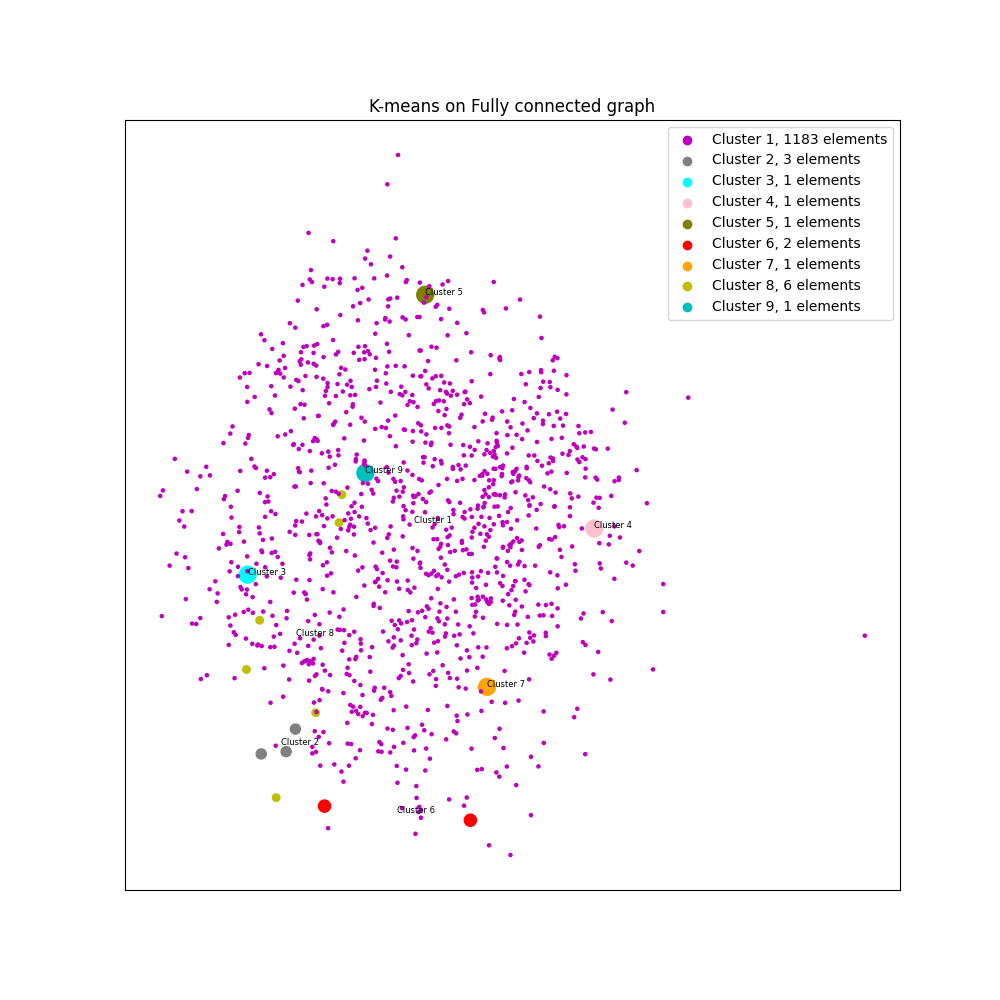 K-means on Fully connected graph
Cluster 1, 1183 elements
Cluster 2, 3 elements
Cluster 3, 1 elements
Cluster 4, 1 elements
Cluster 5, 1 elements
Cluster 6, 2 elements
Cluster 7, 1 elements
Cluster 8, 6 elements
Cluster 9, 1 elements
Cluster 5
Cluster 9
Cluster 1
Cluster 4
Cluster 3
Cluster 8
Cluster 7
Cluster 2
Cluster 6